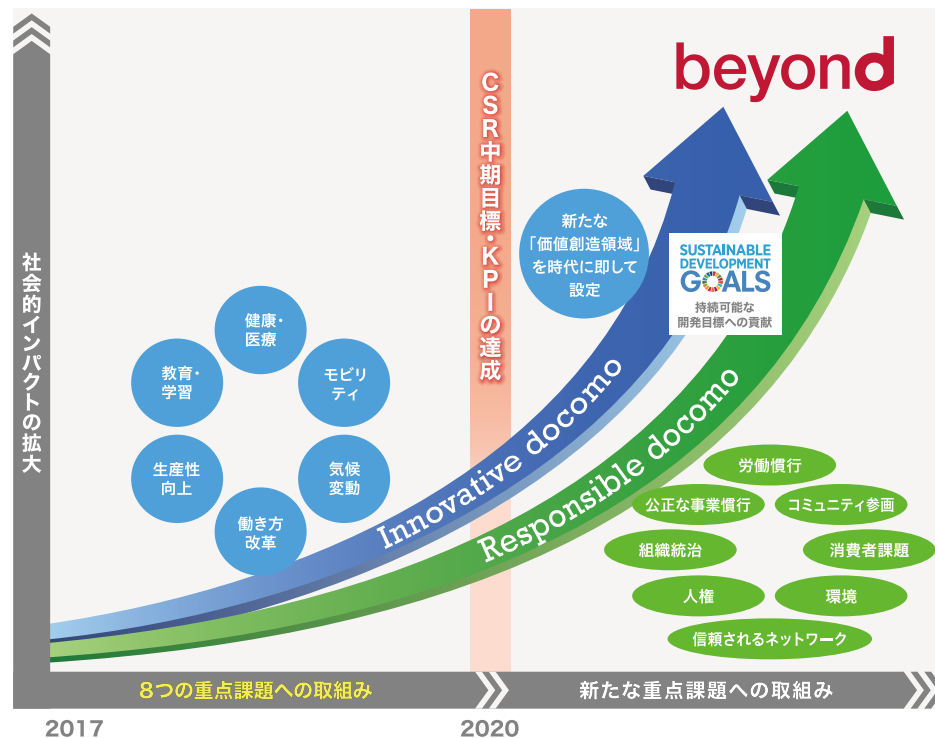 beyond
CSR中期目標・KPIの達成
社会的インパクトの拡大
新たな
「価値創造領域」
を時代に即して
設定
SUSTAINABLE
DEVELOPMENT
GOALS
持続可能な
開発目標への貢献
健康・
医療
教育・
学習
モビリ
ティ
生産性
向上
気候
変動
働き方
改革
Innovative docomo
Responsible docomo
労働慣行
公正な事業慣行
コミュニティ参画
組織統治
消費者課題
人権
環境
信頼されるネットワーク
8つの重点課題への取組み
新たな重点課題への取組み
2017
2020